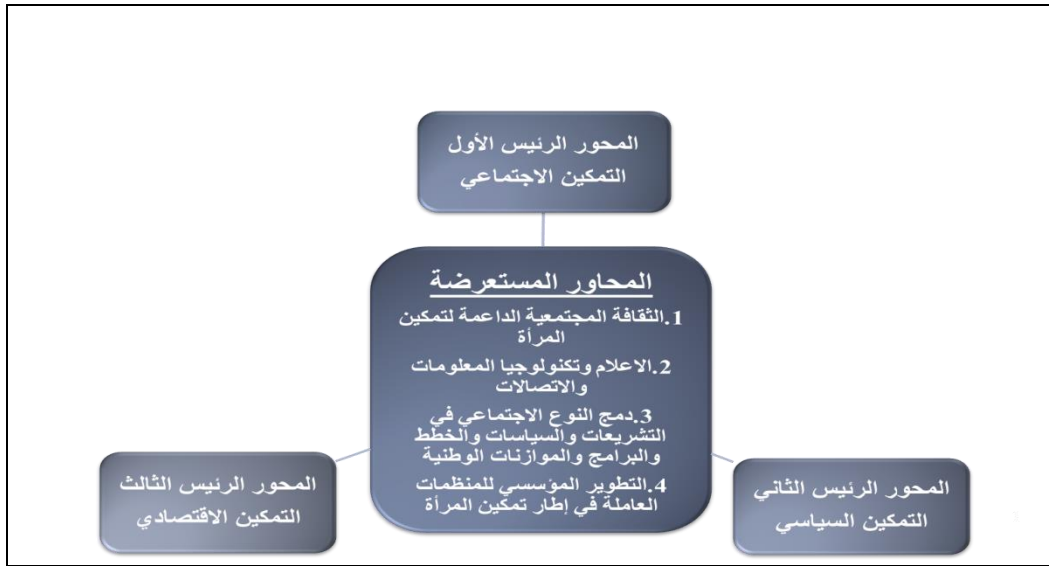 المحور الرئيس الأول
التمكين الاجتماعي
المحاور المستعرضة
1.الثقافة المجتمعية الداعمة لتمكين
المرأة
2.الاعلام وتكنولوجيا المعلومات
والاتصالات
3.دمج النوع الاجتماعي في
التشريعات والسياسات والخطط
والبرامج والموازنات الوطنية
4.التطوير المؤسسي للمنظمات
العاملة في إطار تمكين المرأة
المحور الرئيس الثاني
التمكين السياسي
المحور الرئيس الثالث
التمكين الاقتصادي